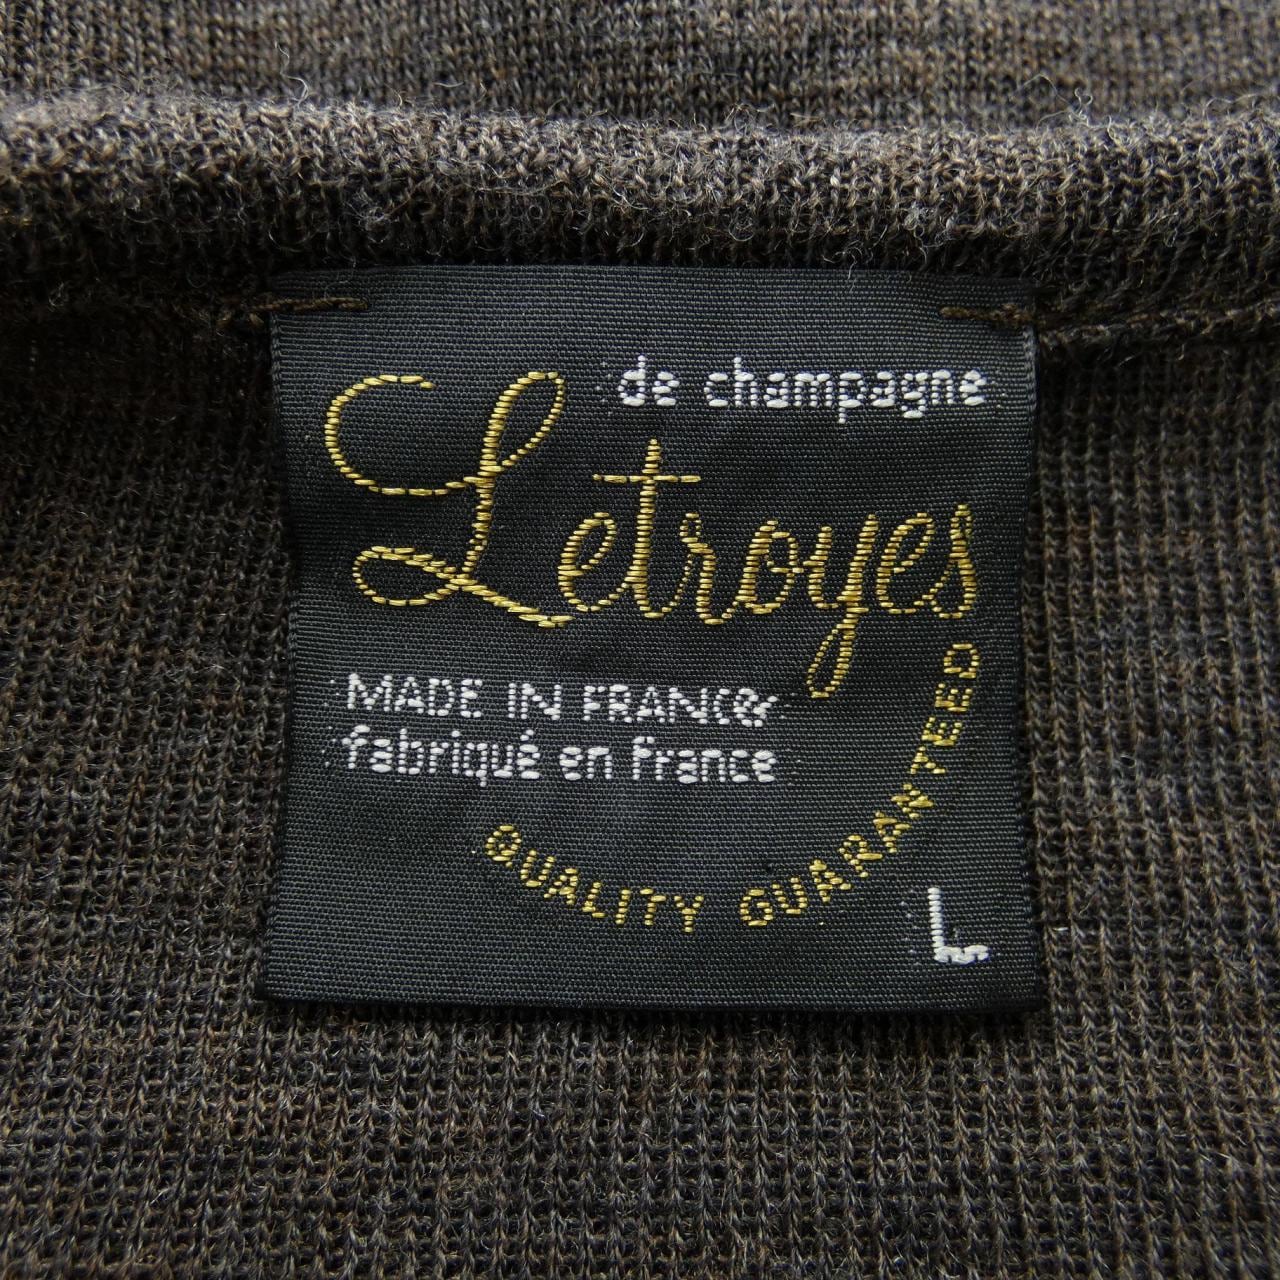 de champagne
Letroyes
MADE IN FRANCE
fabriqué en france
QUALITY GUARANTEED
L